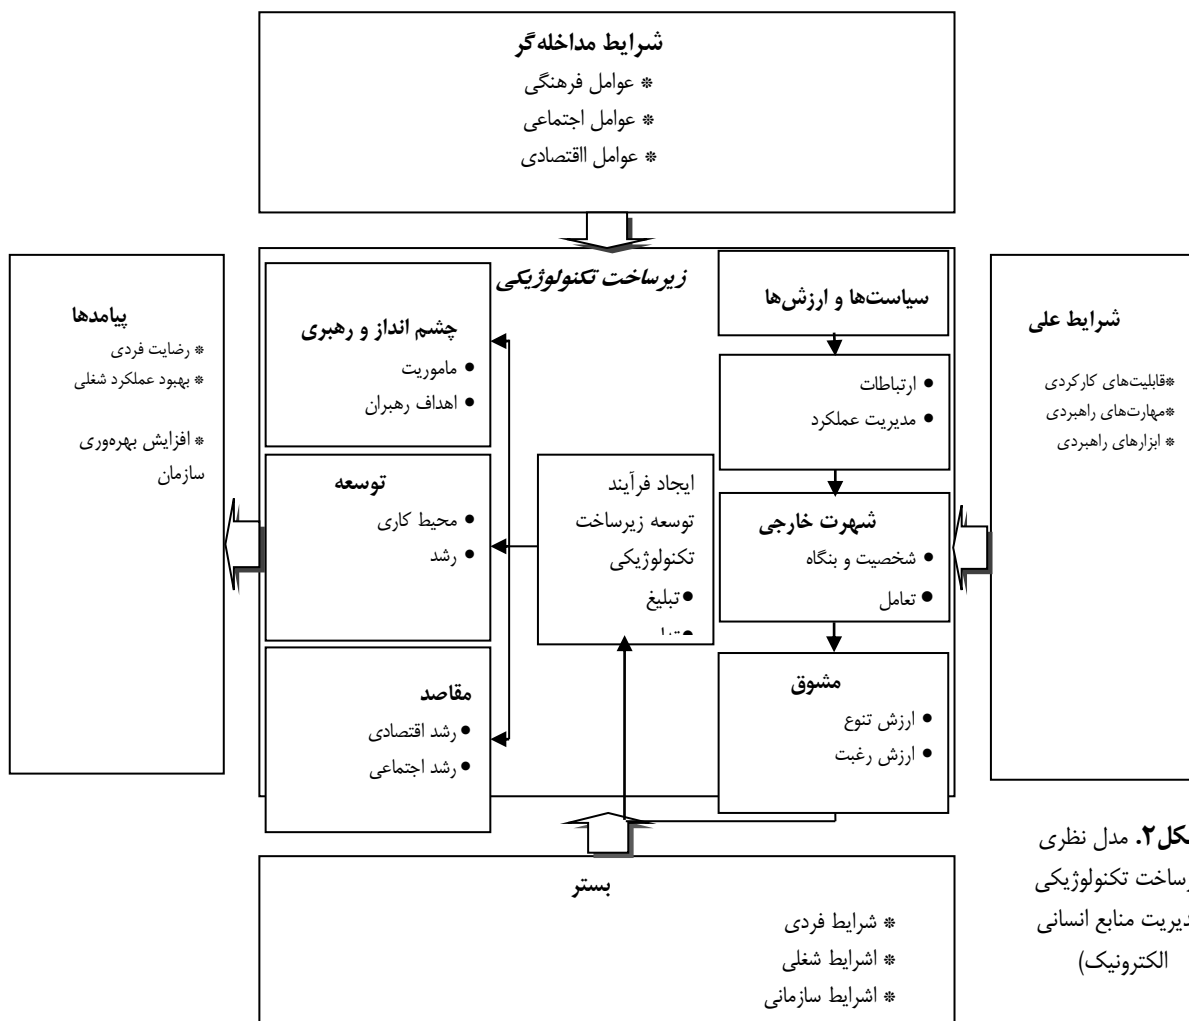 شرایط مداخله‌گر
* عوامل فرهنگی
* عوامل اجتماعی
* عوامل ااقتصادی
شرایط علی
*قابلیت‌های کارکردی
*مهارت‌های راهبردی
* ابزارهای راهبردی
زیرساخت تکنولوژیکی
سیاست‌ها و ارزش‌ها
• ارتباطات
• مدیریت عملکرد
شهرت خارجی
• شخصیت و بنگاه
• تعامل
مشوق
• ارزش تنوع
• ارزش رغبت
ایجاد فرآیند
توسعه زیرساخت
تکنولوژیکی
•تبلیغ
چشم انداز و رهبری
• ماموریت
• اهداف رهبران
توسعه
• محیط کاری
• رشد
مقاصد
• رشد اقتصادی
• رشد اجتماعی
پیامدها
* رضایت فردی
* بهبود عملکرد شغلی
* افزایش بهره‌وری
سازمان
بستر
* شرایط فردی
* اشرایط شغلی
* اشرایط سازمانی
کل۲. مدل نظری
رساخت تکنولوژیکی
دیریت منابع انسانی
الکترونیک)